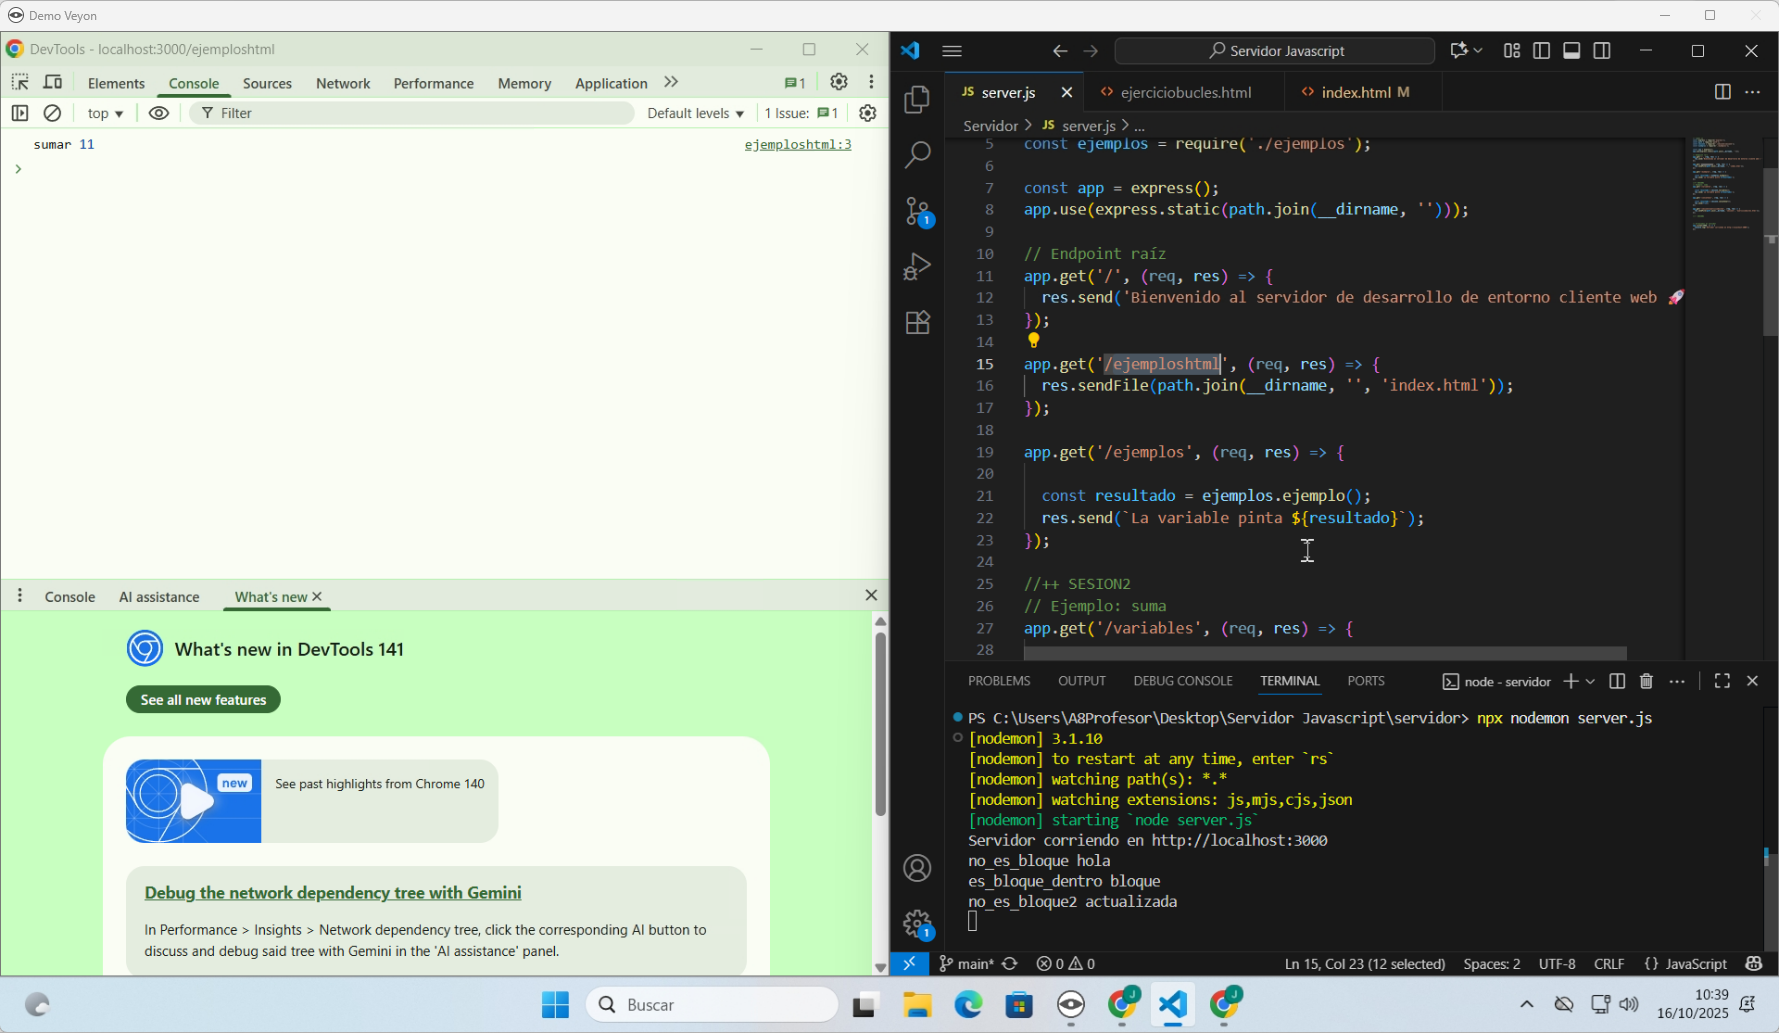 Demo Veyon
DevTools - localhost:3000/ejemploshtml
Elements Console Sources Network Performance Memory Application 1
top Filter Default levels 1 Issue: 1
sumar 11 ejemploshtml:3
Console AI assistance What's new
What's new in DevTools 141
See all new features
new
See past highlights from Chrome 140
Debug the network dependency tree with Gemini
In Performance > Insights > Network dependency tree, click the corresponding AI button to
discuss and debug said tree with Gemini in the 'AI assistance' panel.
Servidor Javascript
JS server.js ejerciciobucles.html index.html M
Servidor > JS server.js > ...
5 const ejemplos = require('./ejemplos');
6
7 const app = express();
8 app.use(express.static(path.join(__dirname, '')));
9
10 // Endpoint raíz
11 app.get('/', (req, res) => {
12 res.send('Bienvenido al servidor de desarrollo de entorno cliente web 🚀
13 });
14
15 app.get('/ejemploshtml', (req, res) => {
16 res.sendFile(path.join(__dirname, '', 'index.html'));
17 });
18
19 app.get('/ejemplos', (req, res) => {
20
21 const resultado = ejemplos.ejemplo();
22 res.send(`La variable pinta ${resultado}`);
23 });
24
25 //++ SESION2
26 // Ejemplo: suma
27 app.get('/variables', (req, res) => {
28
PROBLEMS OUTPUT DEBUG CONSOLE TERMINAL PORTS node - servidor
PS C:\Users\A8Profesor\Desktop\Servidor Javascript\servidor> npx nodemon server.js
[nodemon] 3.1.10
[nodemon] to restart at any time, enter `rs`
[nodemon] watching path(s): *.*
[nodemon] watching extensions: js,mjs,cjs,json
[nodemon] starting `node server.js`
Servidor corriendo en http://localhost:3000
no_es_bloque hola
es_bloque_dentro bloque
no_es_bloque2 actualizada
1
1
main* 0 0 Ln 15, Col 23 (12 selected) Spaces: 2 UTF-8 CRLF {} JavaScript
Buscar
J
J
10:39
16/10/2025